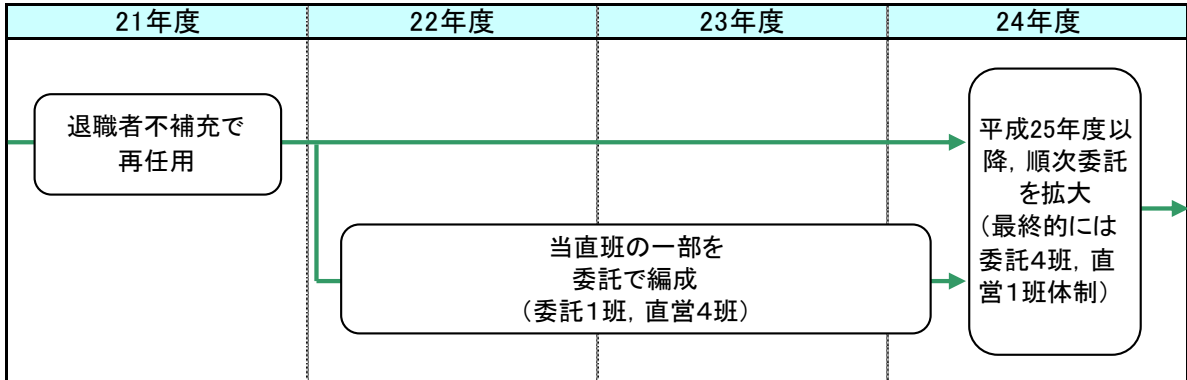 21年度
22年度
23年度
24年度
退職者不補充で
再任用
当直班の一部を
委託で編成
（委託１班，直営４班）
平成25年度以
降，順次委託
を拡大
（最終的には
委託４班，直
営１班体制）